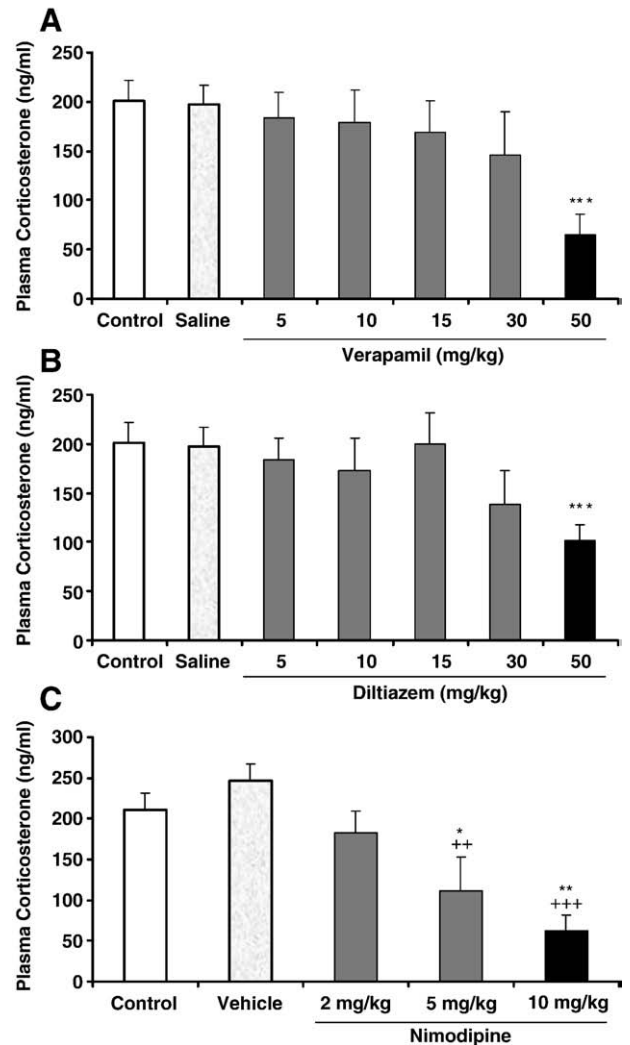 A
Plasma Corticosterone (ng/ml)
250
200
150
100
50
0
***
Control Saline 5 10 15 30 50
Verapamil (mg/kg)
B
Plasma Corticosterone (ng/ml)
250
200
150
100
50
0
***
Control Saline 5 10 15 30 50
Diltiazem (mg/kg)
C
Plasma Corticosterone (ng/ml)
300
250
200
150
100
50
0
*
++
**
+++
Control Vehicle 2 mg/kg 5 mg/kg 10 mg/kg
Nimodipine